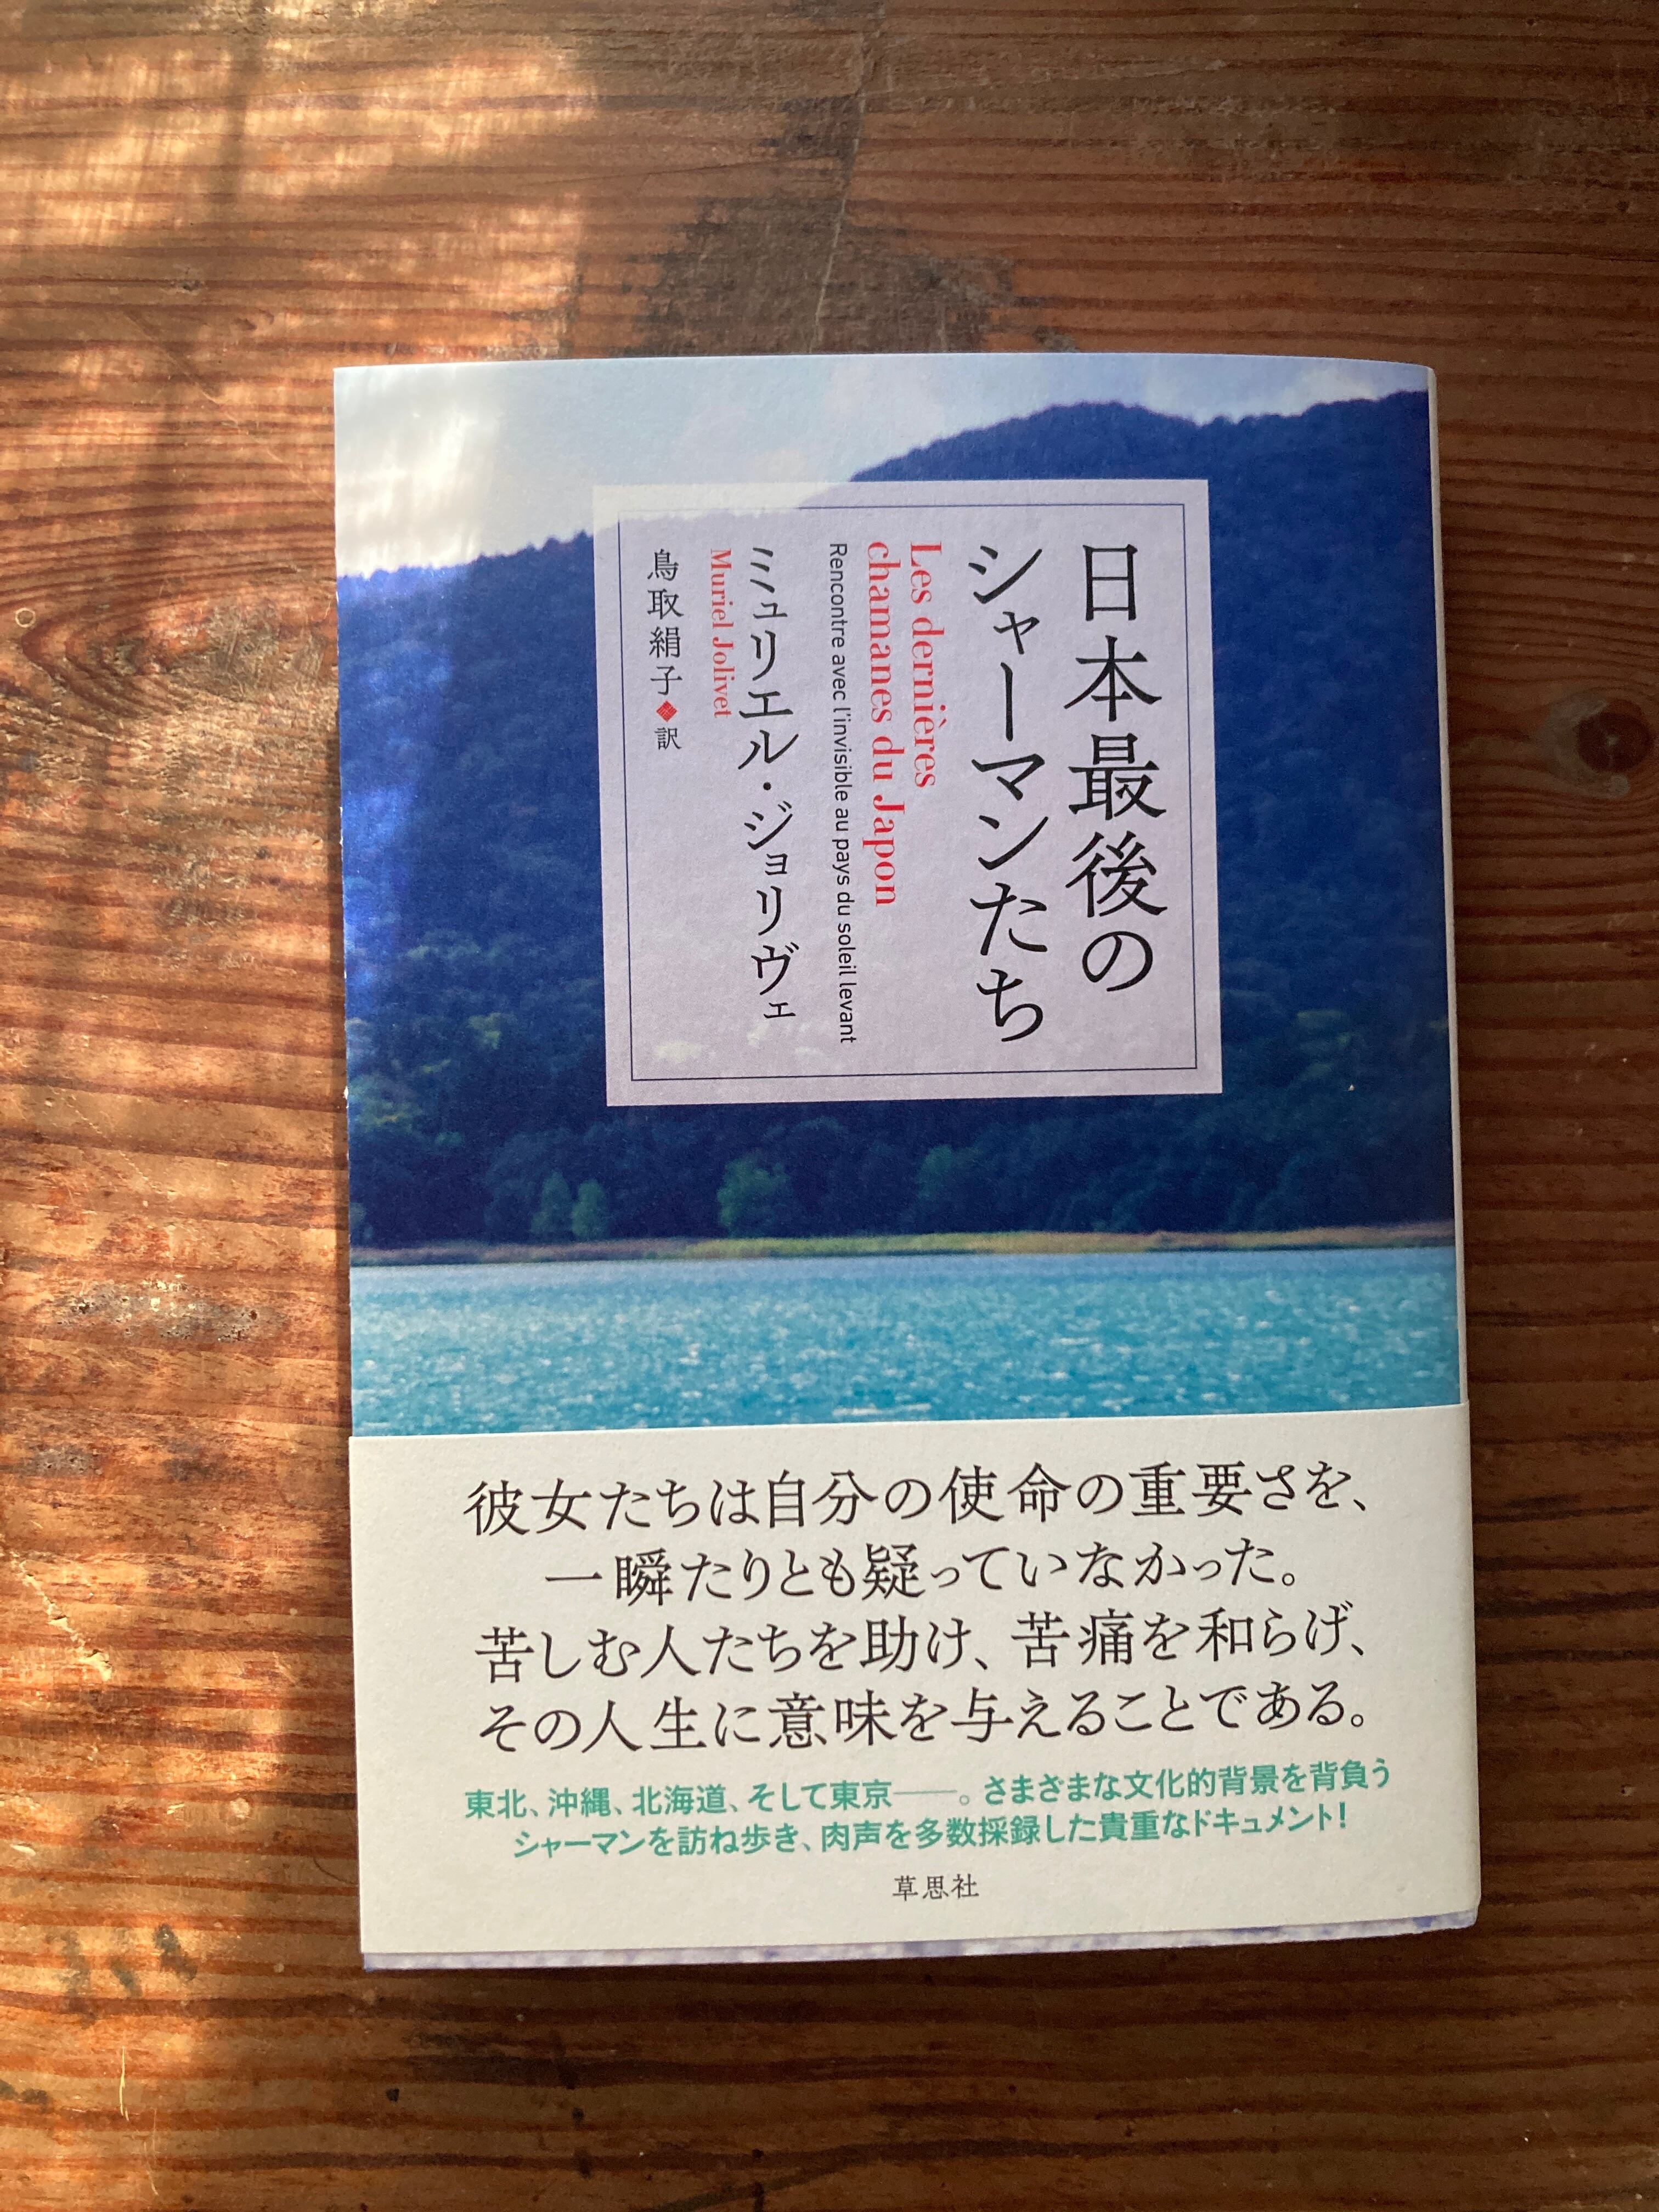 日本最後の
シャーマンたち
Les dernières
chamanes du Japon
Rencontre avec l'invisible au pays du soleil levant
ミュリエル・ジョリヴェ
Muriel Jolivet
鳥取絹子◆訳
彼女たちは自分の使命の重要さを、
一瞬たりとも疑っていなかった。
苦しむ人たちを助け、苦痛を和らげ、
その人生に意味を与えることである。
東北、沖縄、北海道、そして東京──。さまざまな文化的背景を背負う
シャーマンを訪ね歩き、肉声を多数採録した貴重なドキュメント!
草思社